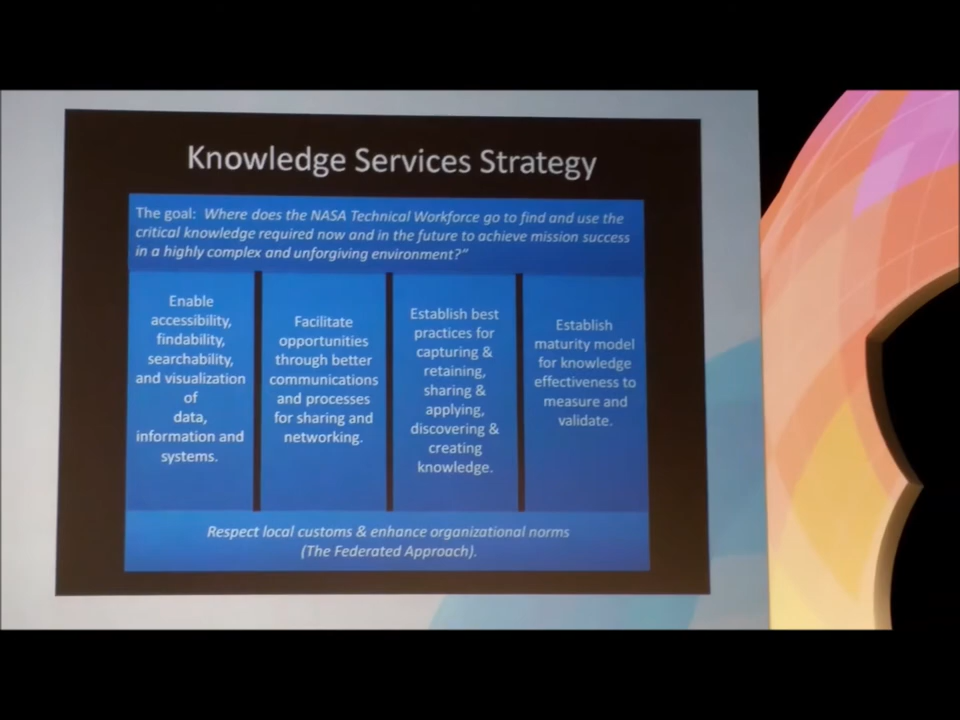 Knowledge Services Strategy
The goal: Where does the NASA Technical Workforce go to find and use the
critical knowledge required now and in the future to achieve mission success
in a highly complex and unforgiving environment?"
Enable
accessibility,
findability,
searchability,
and visualization
of
data,
information and
systems.
Facilitate
opportunities
through better
communications
and processes
for sharing and
networking.
Establish best
practices for
capturing &
retaining,
sharing &
applying,
discovering &
creating
knowledge.
Establish
maturity model
for knowledge
effectiveness to
measure and
validate.
Respect local customs & enhance organizational norms
(The Federated Approach).